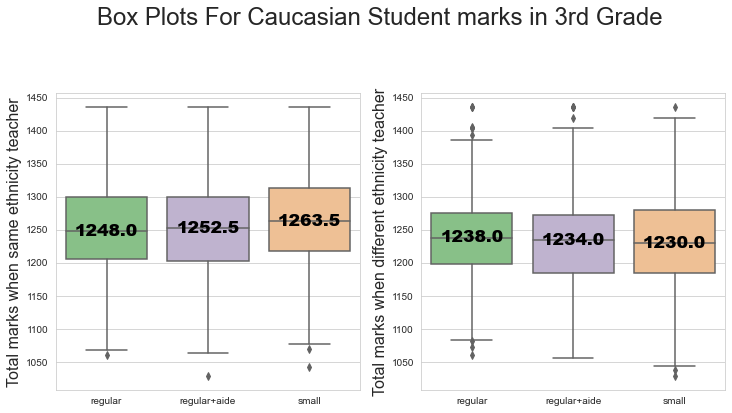 Box Plots For Caucasian Student marks in 3rd Grade
Total marks when same ethnicity teacher
1450
1400
1350
1300
1250
1200
1150
1100
1050
1248.0
1252.5
1263.5
regular
regular+aide
small
Total marks when different ethnicity teacher
1450
1400
1350
1300
1250
1200
1150
1100
1050
1238.0
1234.0
1230.0
regular
regular+aide
small